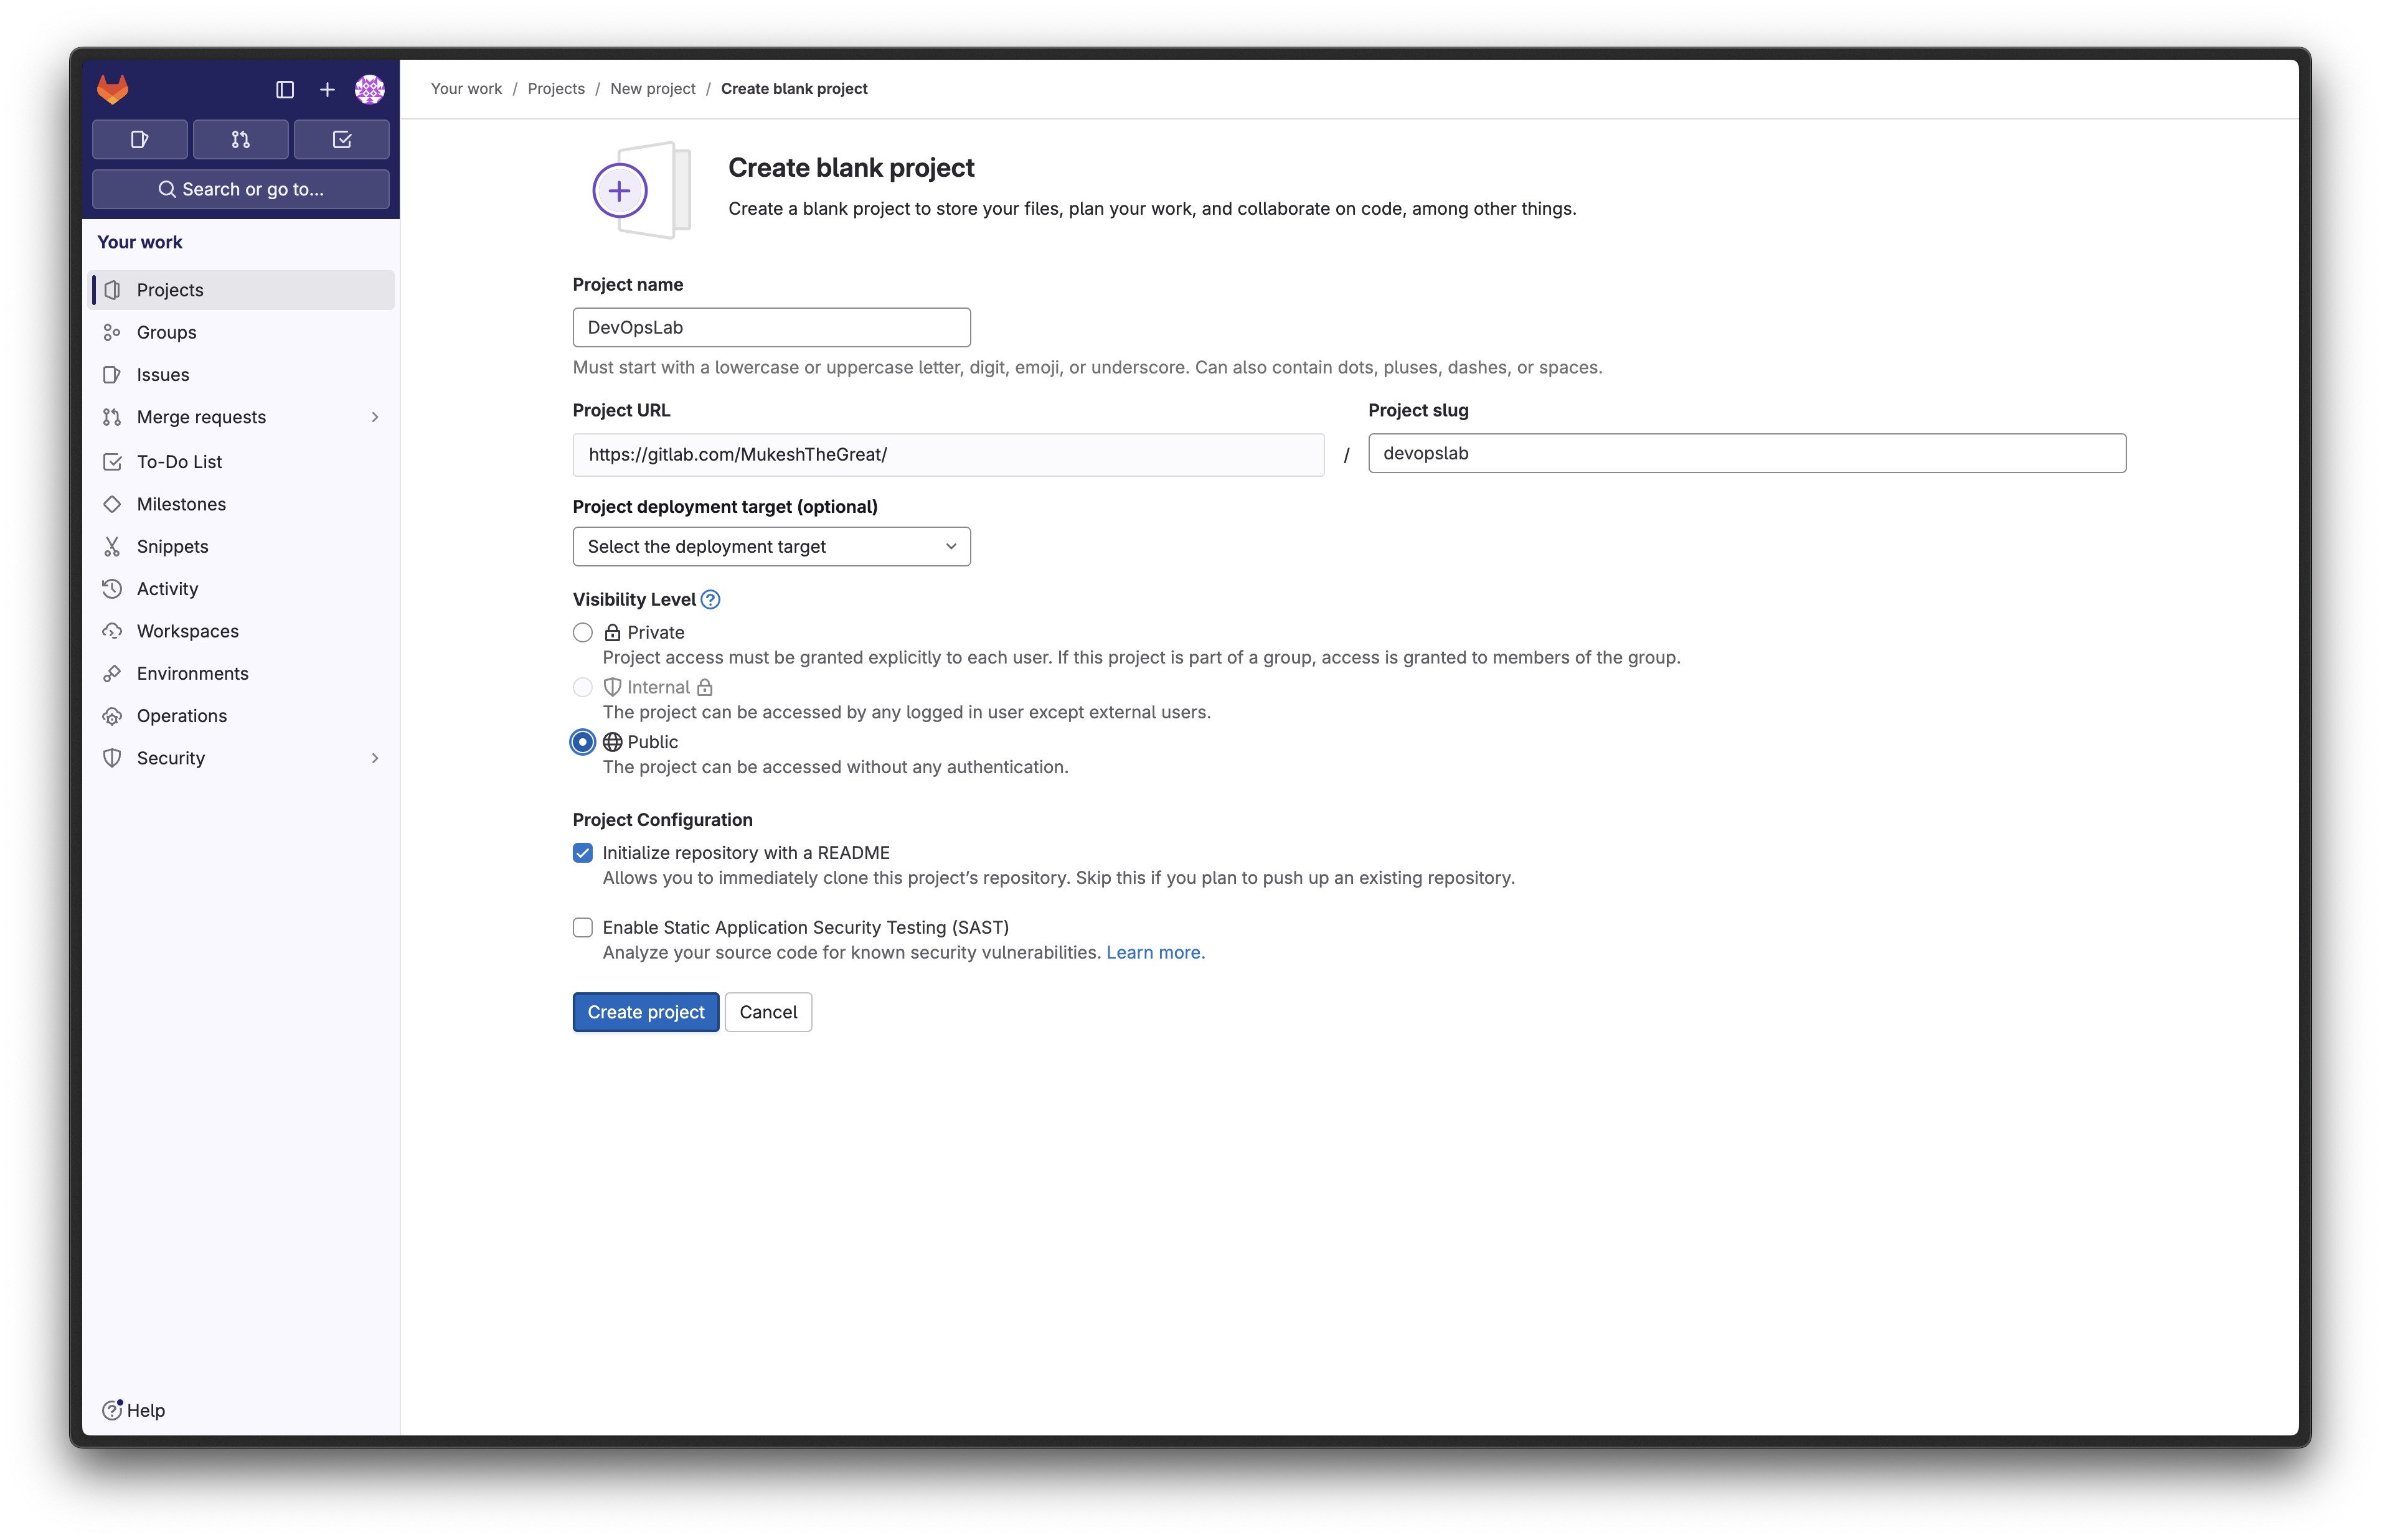 Your work / Projects / New project / Create blank project
Search or go to...
Your work
Projects
Groups
Issues
Merge requests
To-Do List
Milestones
Snippets
Activity
Workspaces
Environments
Operations
Security
Help
Create blank project
Create a blank project to store your files, plan your work, and collaborate on code, among other things.
Project name
DevOpsLab
Must start with a lowercase or uppercase letter, digit, emoji, or underscore. Can also contain dots, pluses, dashes, or spaces.
Project URL
https://gitlab.com/MukeshTheGreat/
/
Project slug
devopslab
Project deployment target (optional)
Select the deployment target
Visibility Level
Private
Project access must be granted explicitly to each user. If this project is part of a group, access is granted to members of the group.
Internal
The project can be accessed by any logged in user except external users.
Public
The project can be accessed without any authentication.
Project Configuration
Initialize repository with a README
Allows you to immediately clone this project’s repository. Skip this if you plan to push up an existing repository.
Enable Static Application Security Testing (SAST)
Analyze your source code for known security vulnerabilities. Learn more.
Create project
Cancel